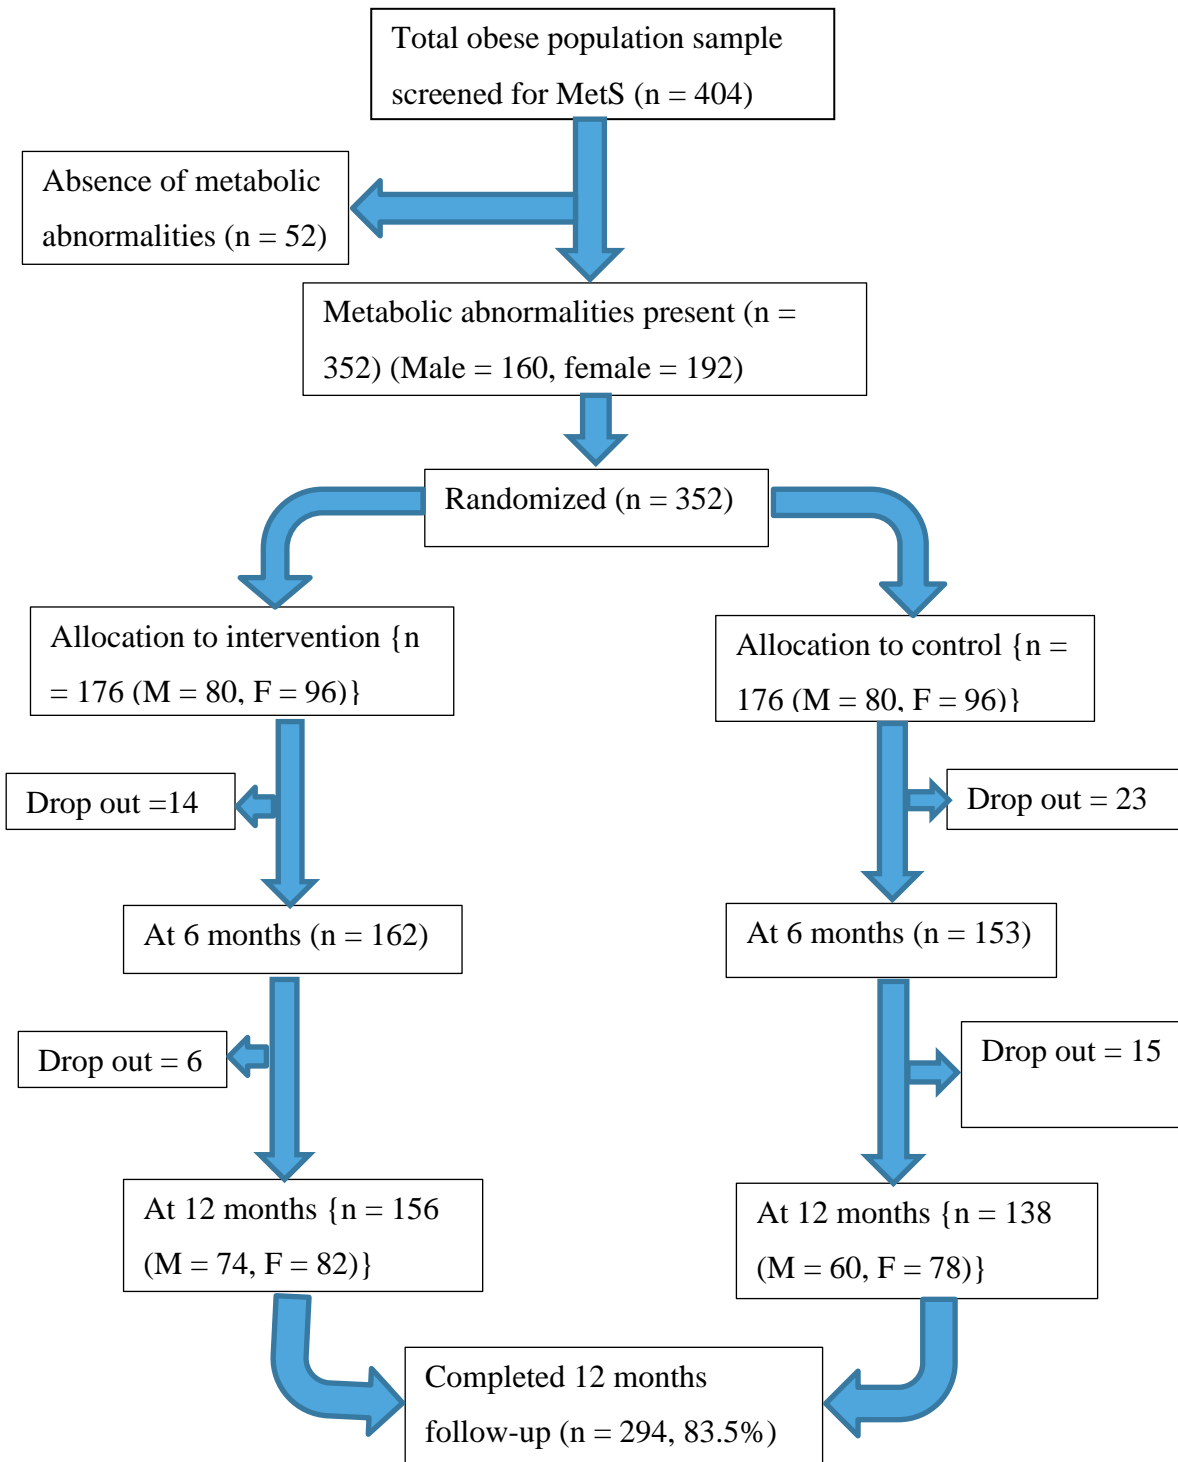 Total obese population sample
screened for MetS (n = 404)
Absence of metabolic
abnormalities (n = 52)
Metabolic abnormalities present (n =
352) (Male = 160, female = 192)
Randomized (n = 352)
Allocation to intervention {n
= 176 (M = 80, F = 96)}
Allocation to control {n =
176 (M = 80, F = 96)}
Drop out =14
Drop out = 23
At 6 months (n = 162)
At 6 months (n = 153)
Drop out = 6
Drop out = 15
At 12 months {n = 156
(M = 74, F = 82)}
At 12 months {n = 138
(M = 60, F = 78)}
Completed 12 months
follow-up (n = 294, 83.5%)